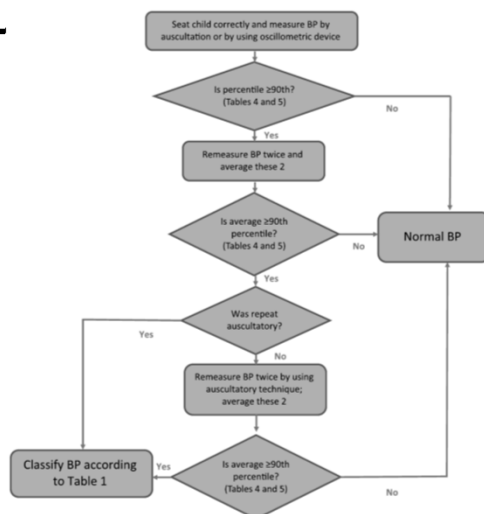 Seat child correctly and measure BP by
auscultation or by using oscillometric device
Is percentile ≥90th?
(Tables 4 and 5)
No
Yes
Remeasure BP twice and
average these 2
Is average ≥90th
percentile?
(Tables 4 and 5)
No
Normal BP
Yes
Was repeat
auscultatory?
Yes
No
Remeasure BP twice by using
auscultatory technique;
average these 2
Classify BP according
to Table 1
Yes
Is average ≥90th
percentile?
(Tables 4 and 5)
No